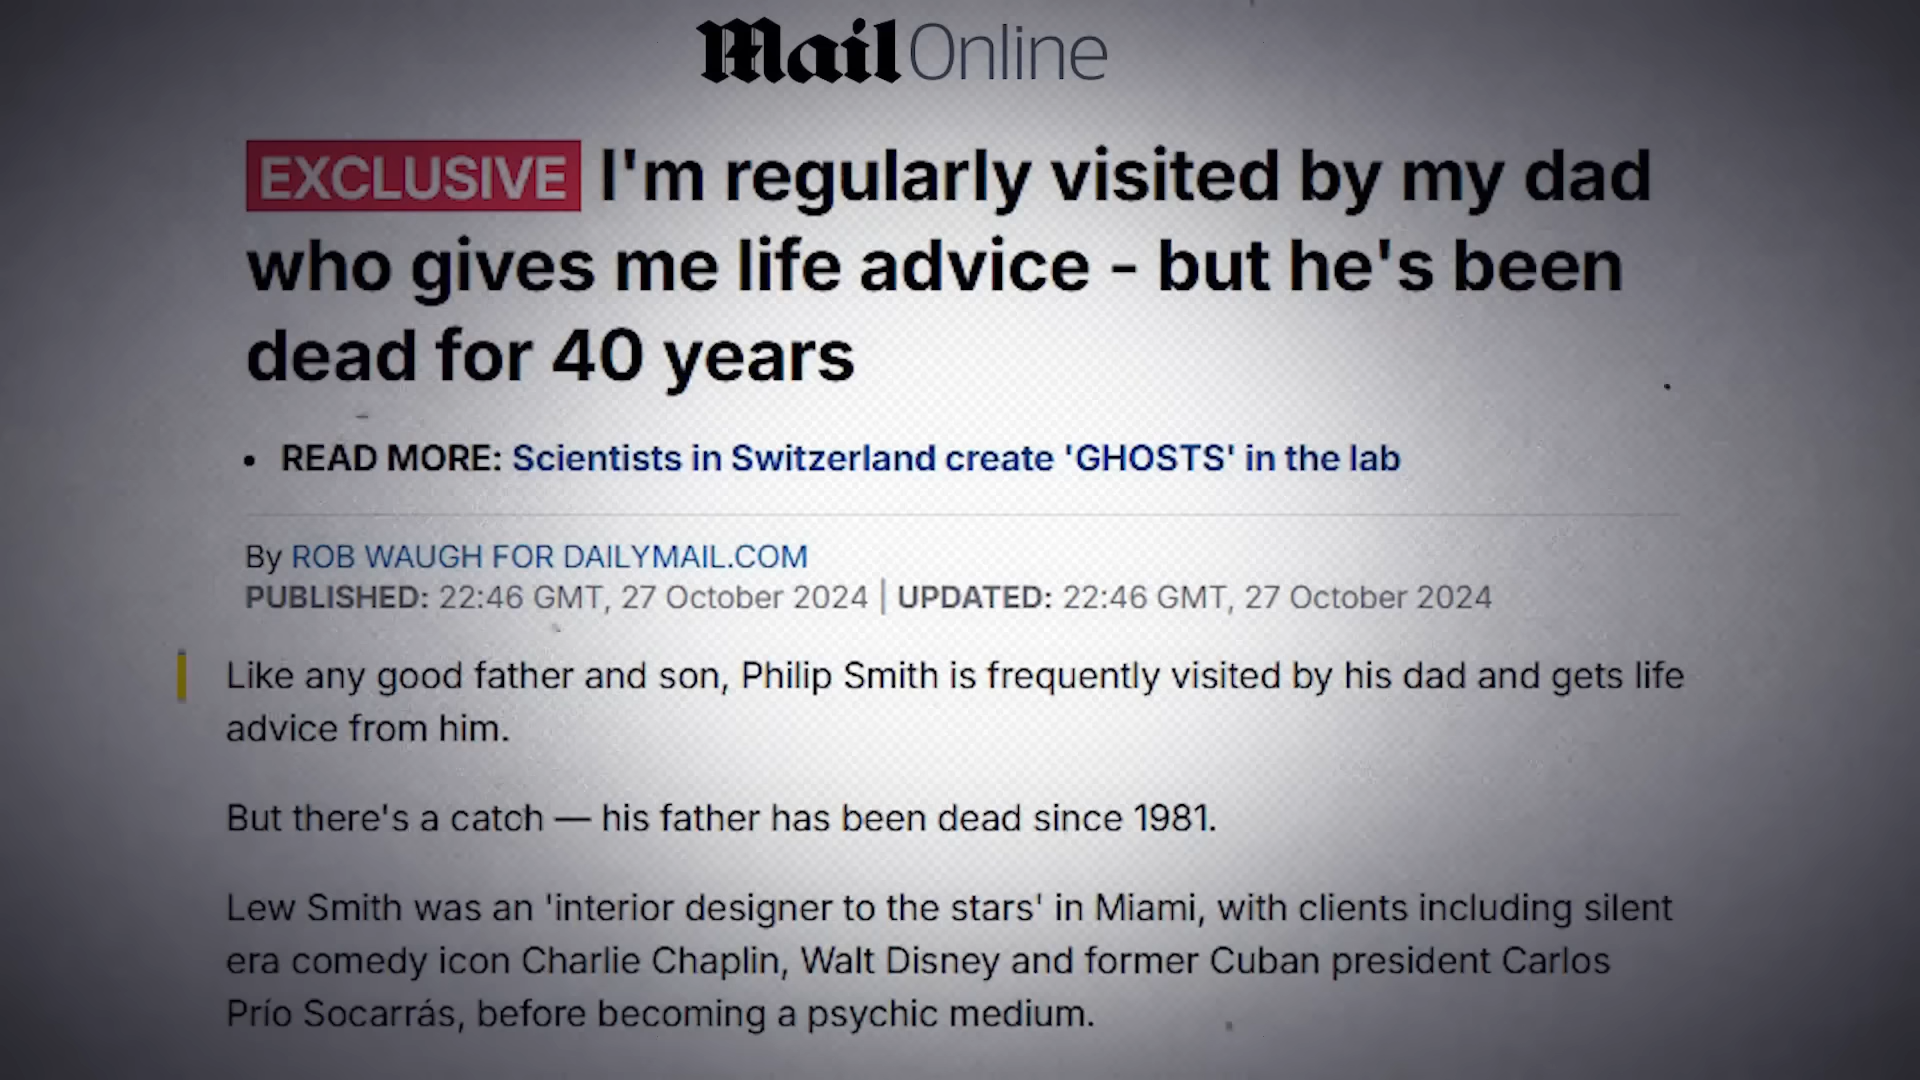 Mail Online
EXCLUSIVE I'm regularly visited by my dad
who gives me life advice - but he's been
dead for 40 years
• READ MORE: Scientists in Switzerland create 'GHOSTS' in the lab
By ROB WAUGH FOR DAILYMAIL.COM
PUBLISHED: 22:46 GMT, 27 October 2024 | UPDATED: 22:46 GMT, 27 October 2024
Like any good father and son, Philip Smith is frequently visited by his dad and gets life
advice from him.
But there's a catch — his father has been dead since 1981.
Lew Smith was an 'interior designer to the stars' in Miami, with clients including silent
era comedy icon Charlie Chaplin, Walt Disney and former Cuban president Carlos
Prío Socarrás, before becoming a psychic medium.